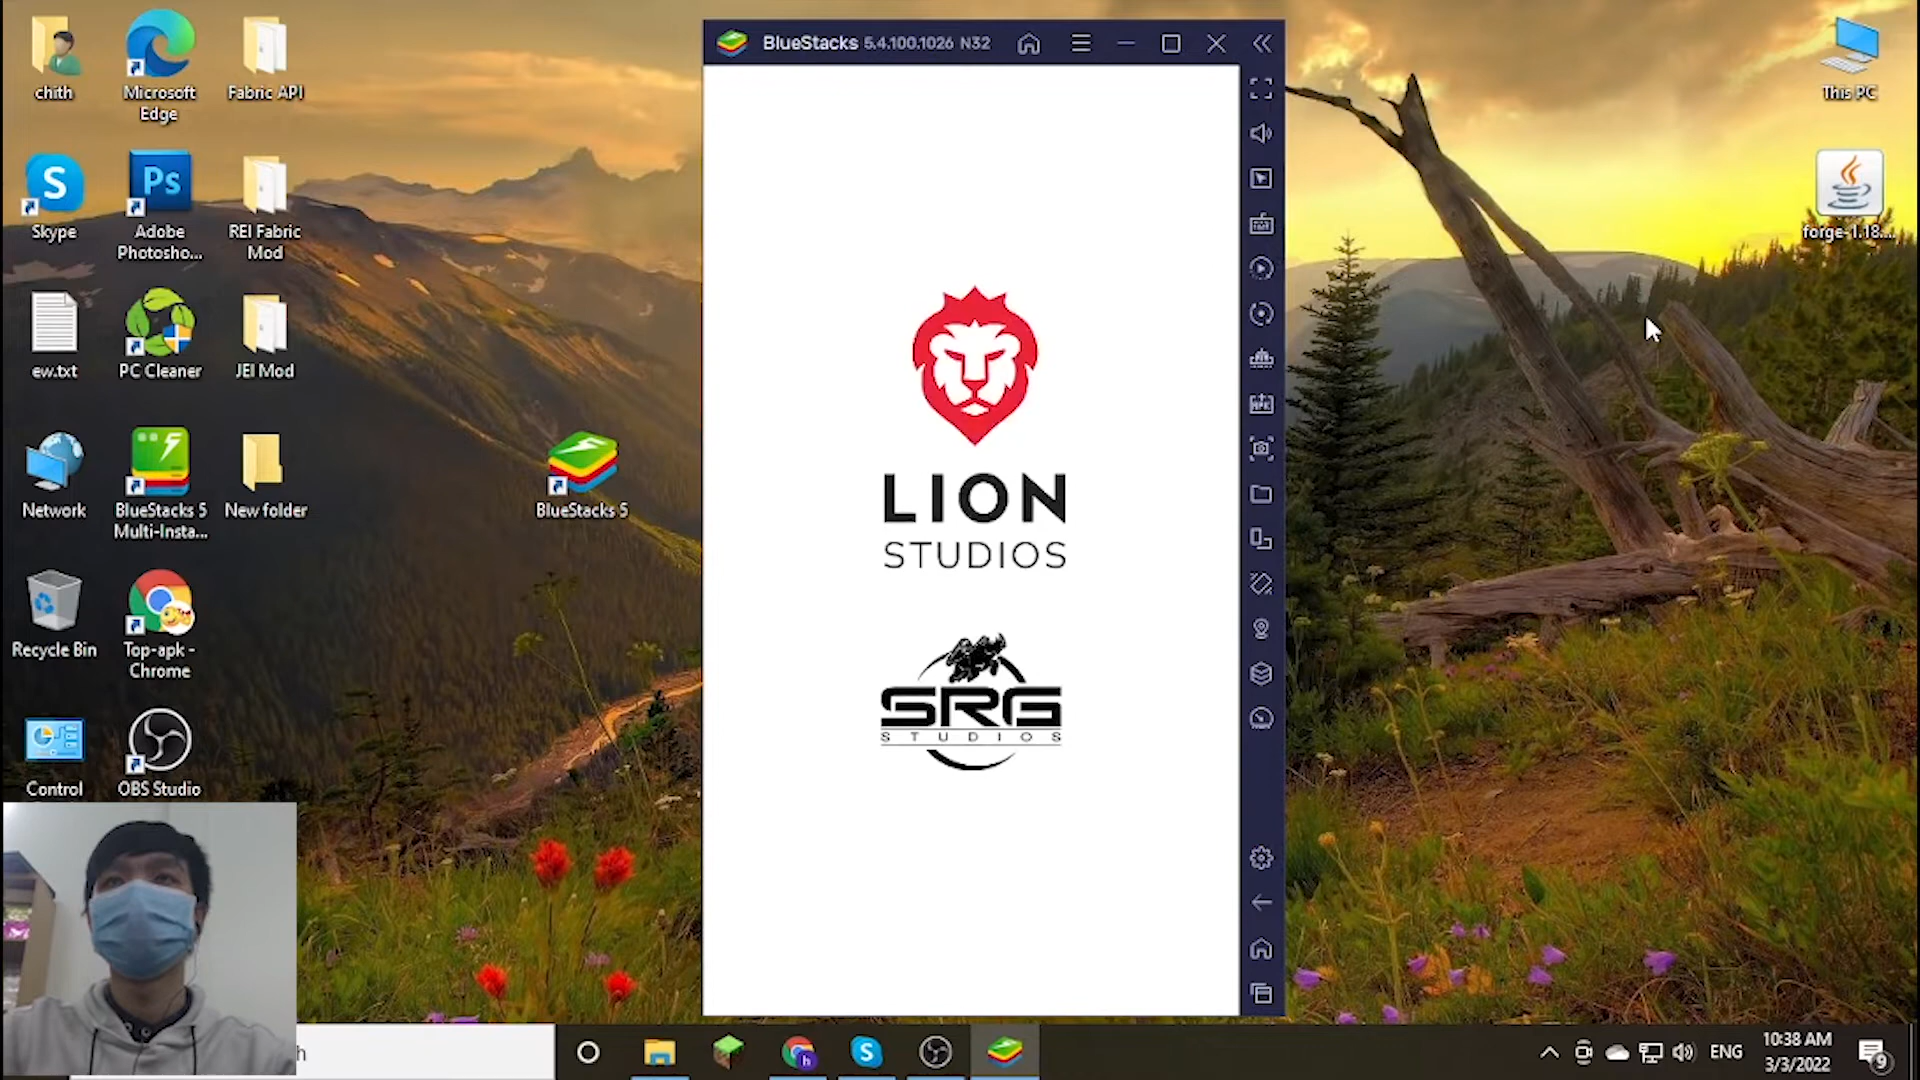 BlueStacks 5.4.100.1026 N32
chith
Microsoft
Edge
Fabric API
This PC
Skype
Ps
Adobe
Photosho...
REI Fabric
Mod
forge-1.18....
ew.txt
PC Cleaner
JEI Mod
Network
BlueStacks 5
Multi-Insta...
New folder
BlueStacks 5
LION
STUDIOS
Recycle Bin
Top-apk -
Chrome
SRG
STUDIOS
Control
OBS Studio
h
ENG
10:38 AM
3/3/2022
9